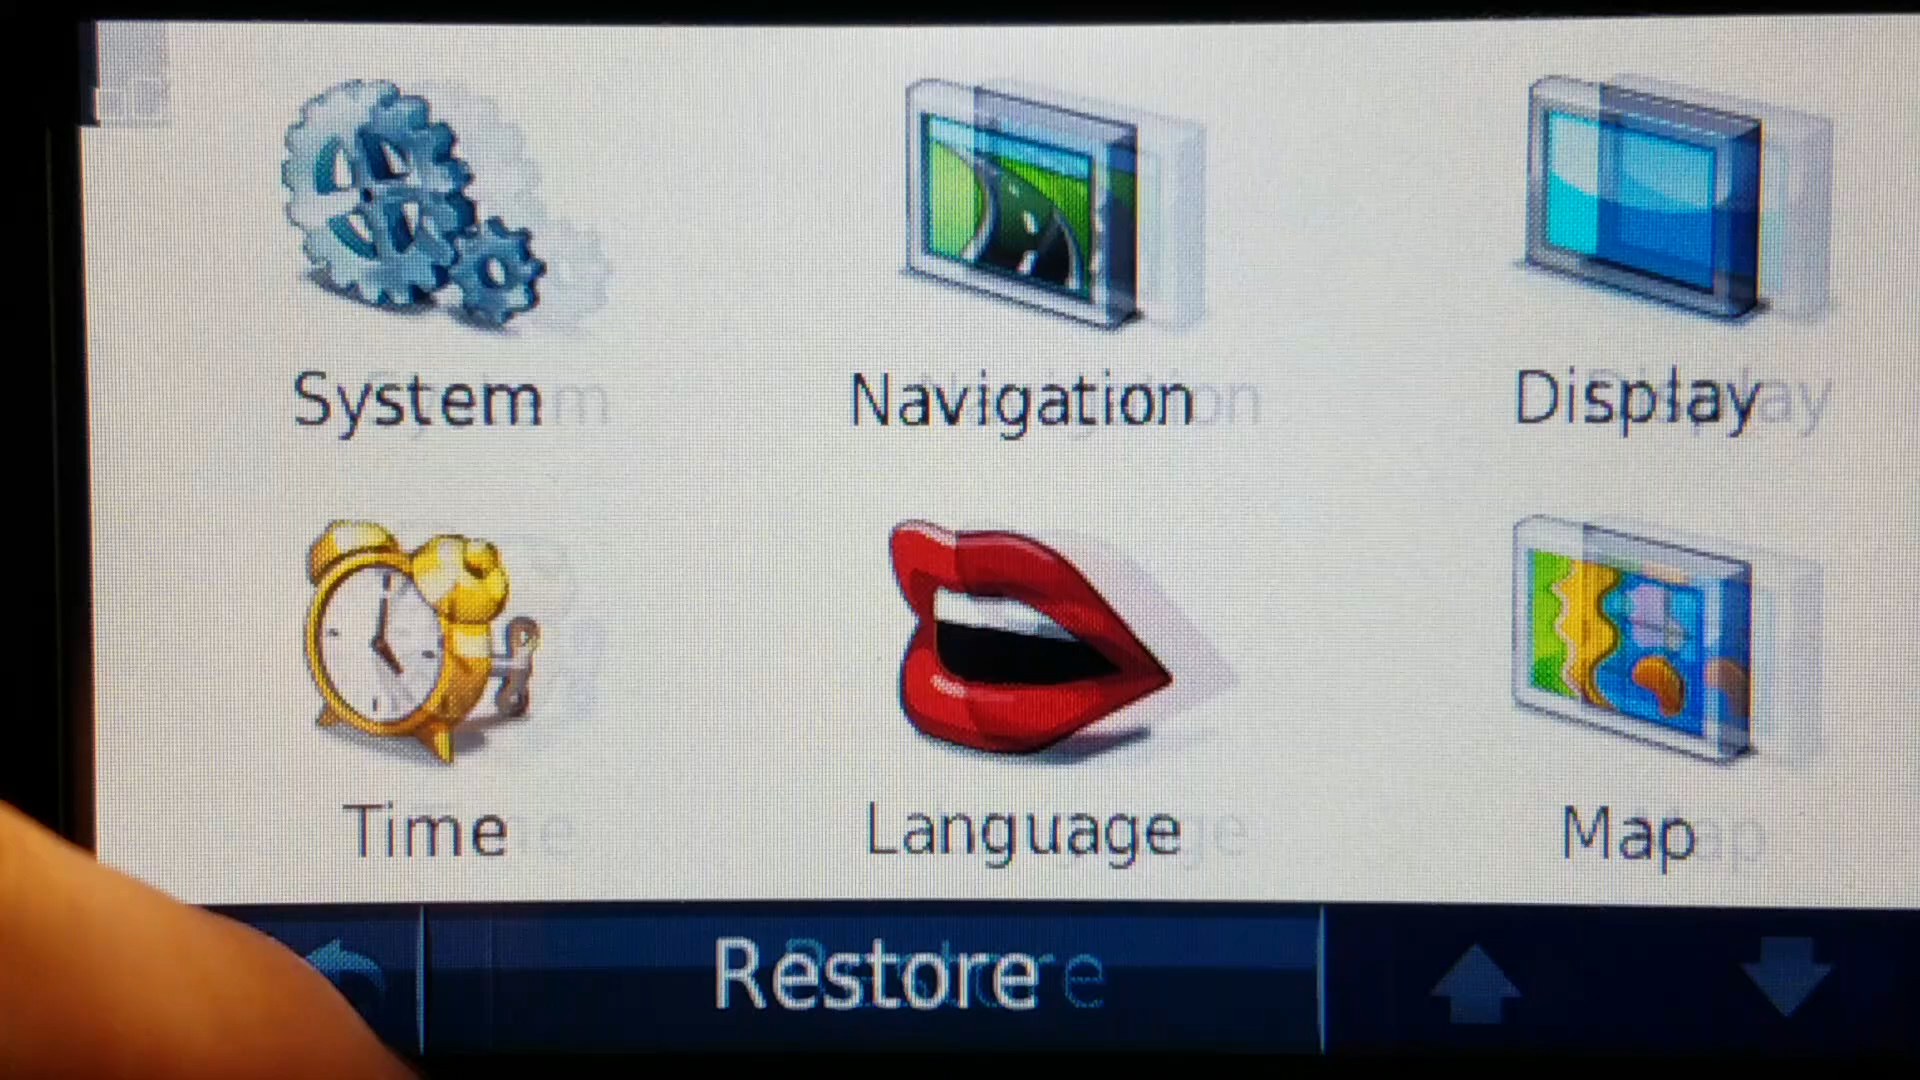 System
Navigation
Display
Time
Language
Map
Restore